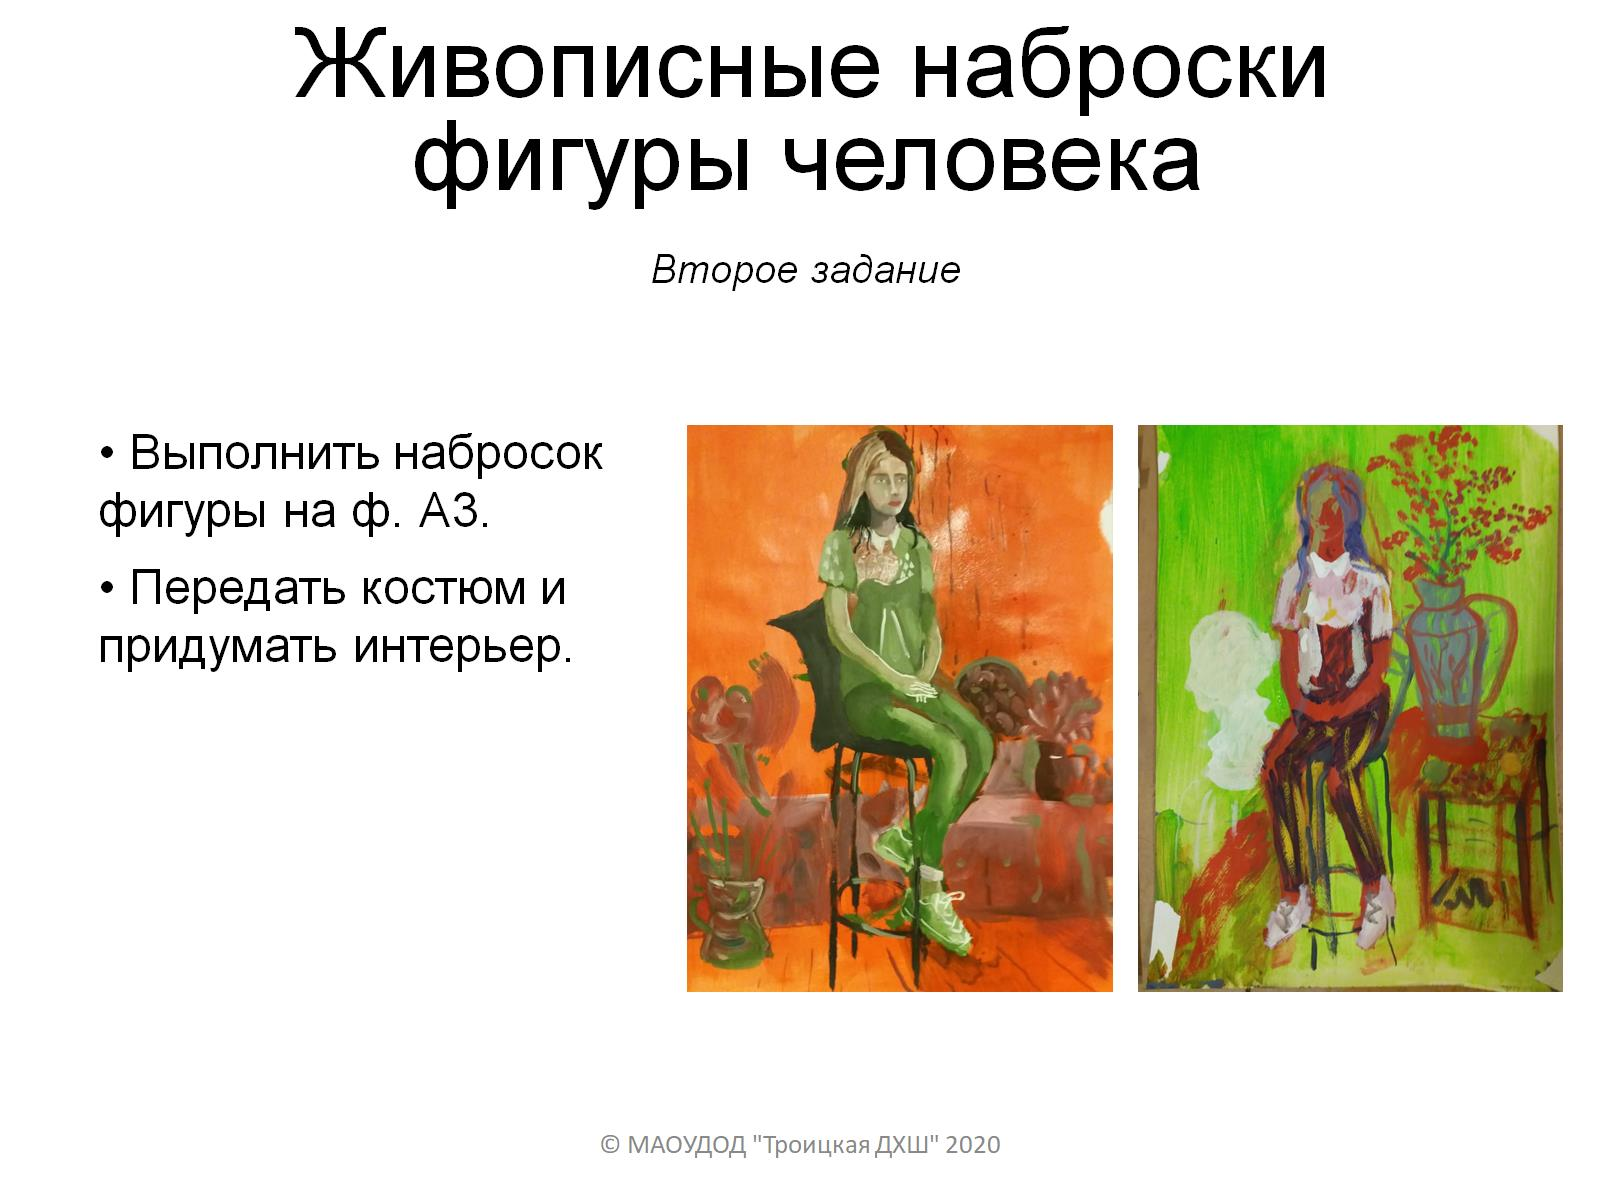 Живописные наброски
фигуры человека
Второе задание
• Выполнить набросок
фигуры на ф. А3.
• Передать костюм и
придумать интерьер.
© МАОУДОД "Троицкая ДХШ" 2020